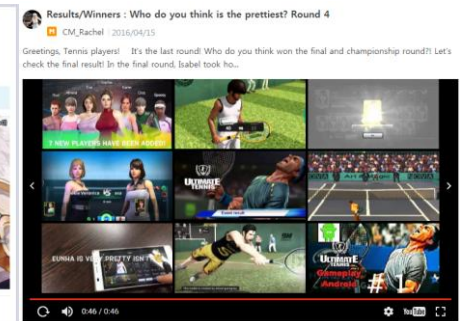 Results/Winners : Who do you think is the prettiest? Round 4
M CM_Rachel 2016/04/15
Greetings, Tennis players! It's the last round! Who do you think won the final and championship round?! Let's
check the final result! In the final round, Isabel took ho...
7 NEW PLAYERS HAVE BEEN ADDED!
ULTIMATE
TENNIS
Event result
EUNHA IS VERY PRETTY ISN'T
ULTIMATE
TENNIS
Gameplay
Android
# 1
0:46 / 0:46
YouTube